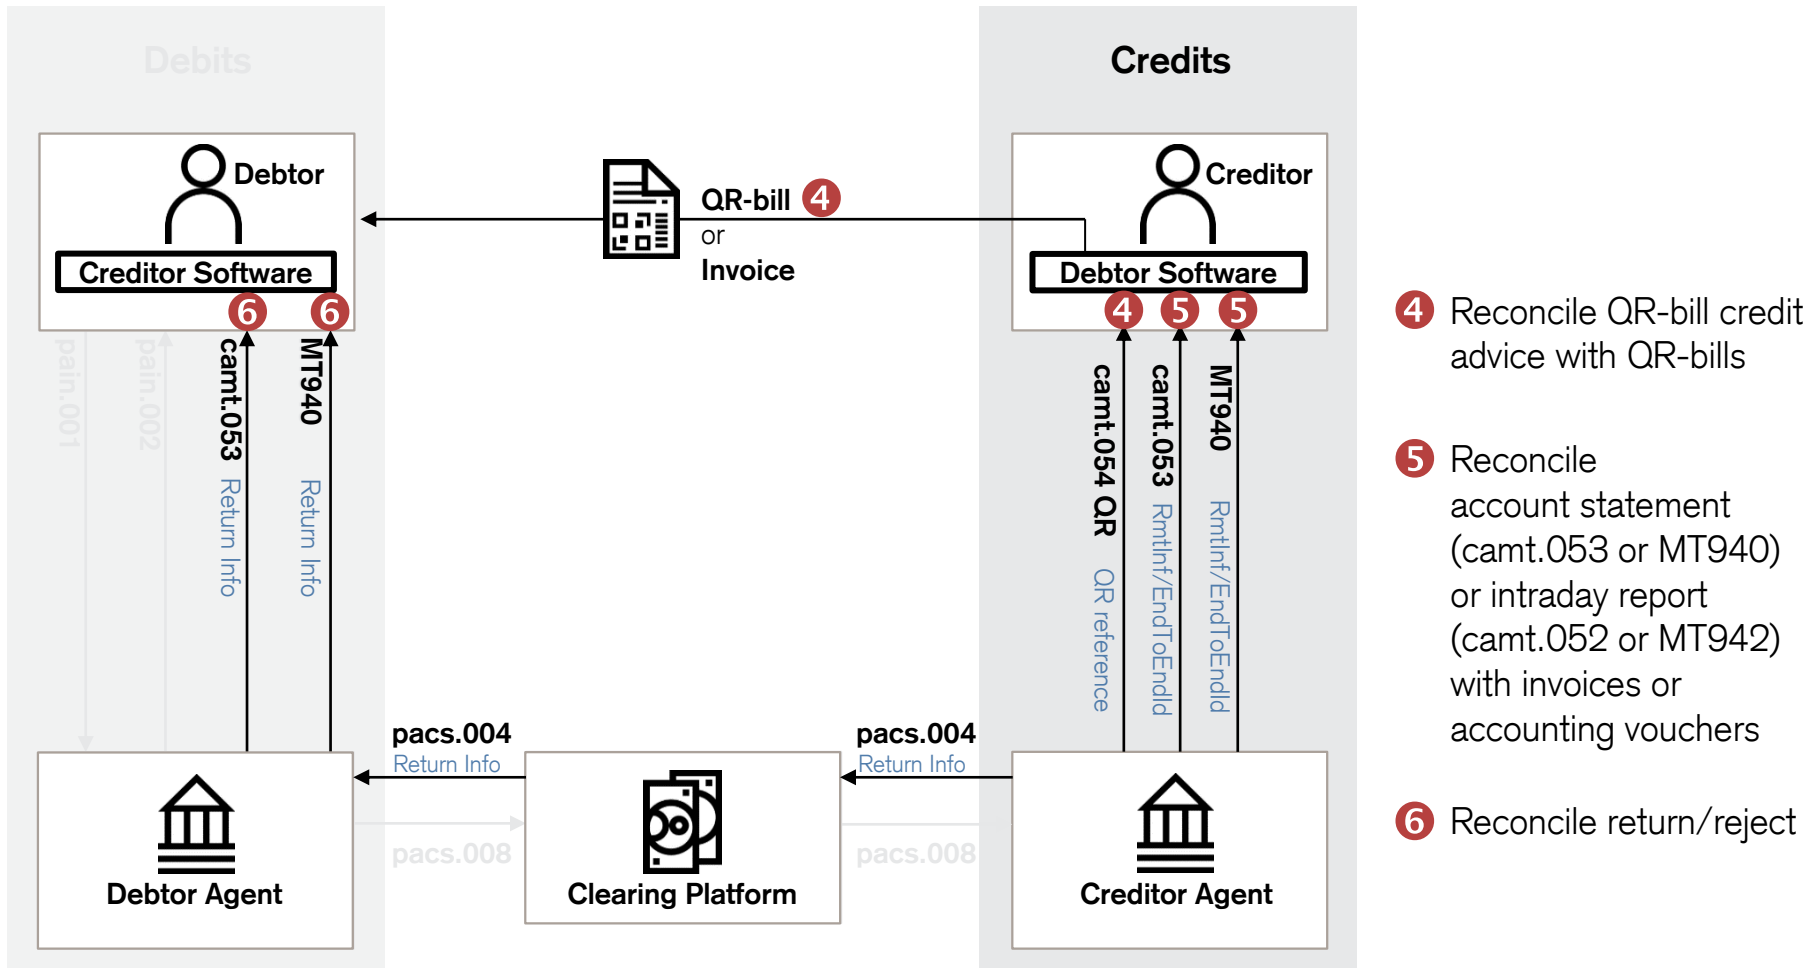 Debits
Credits
Debtor
Creditor
QR-bill 4
or
Invoice
Creditor Software
Debtor Software
6
6
4
5
5
pain.001
pain.002
camt.053 Return Info
MT940 Return Info
camt.054 QR QR reference
camt.053 RmtInf/EndToEndId
MT940 RmtInf/EndToEndId
4 Reconcile QR-bill credit
advice with QR-bills
5 Reconcile
account statement
(camt.053 or MT940)
or intraday report
(camt.052 or MT942)
with invoices or
accounting vouchers
6 Reconcile return/reject
pacs.004
Return Info
pacs.004
Return Info
pacs.008
pacs.008
Debtor Agent
Clearing Platform
Creditor Agent